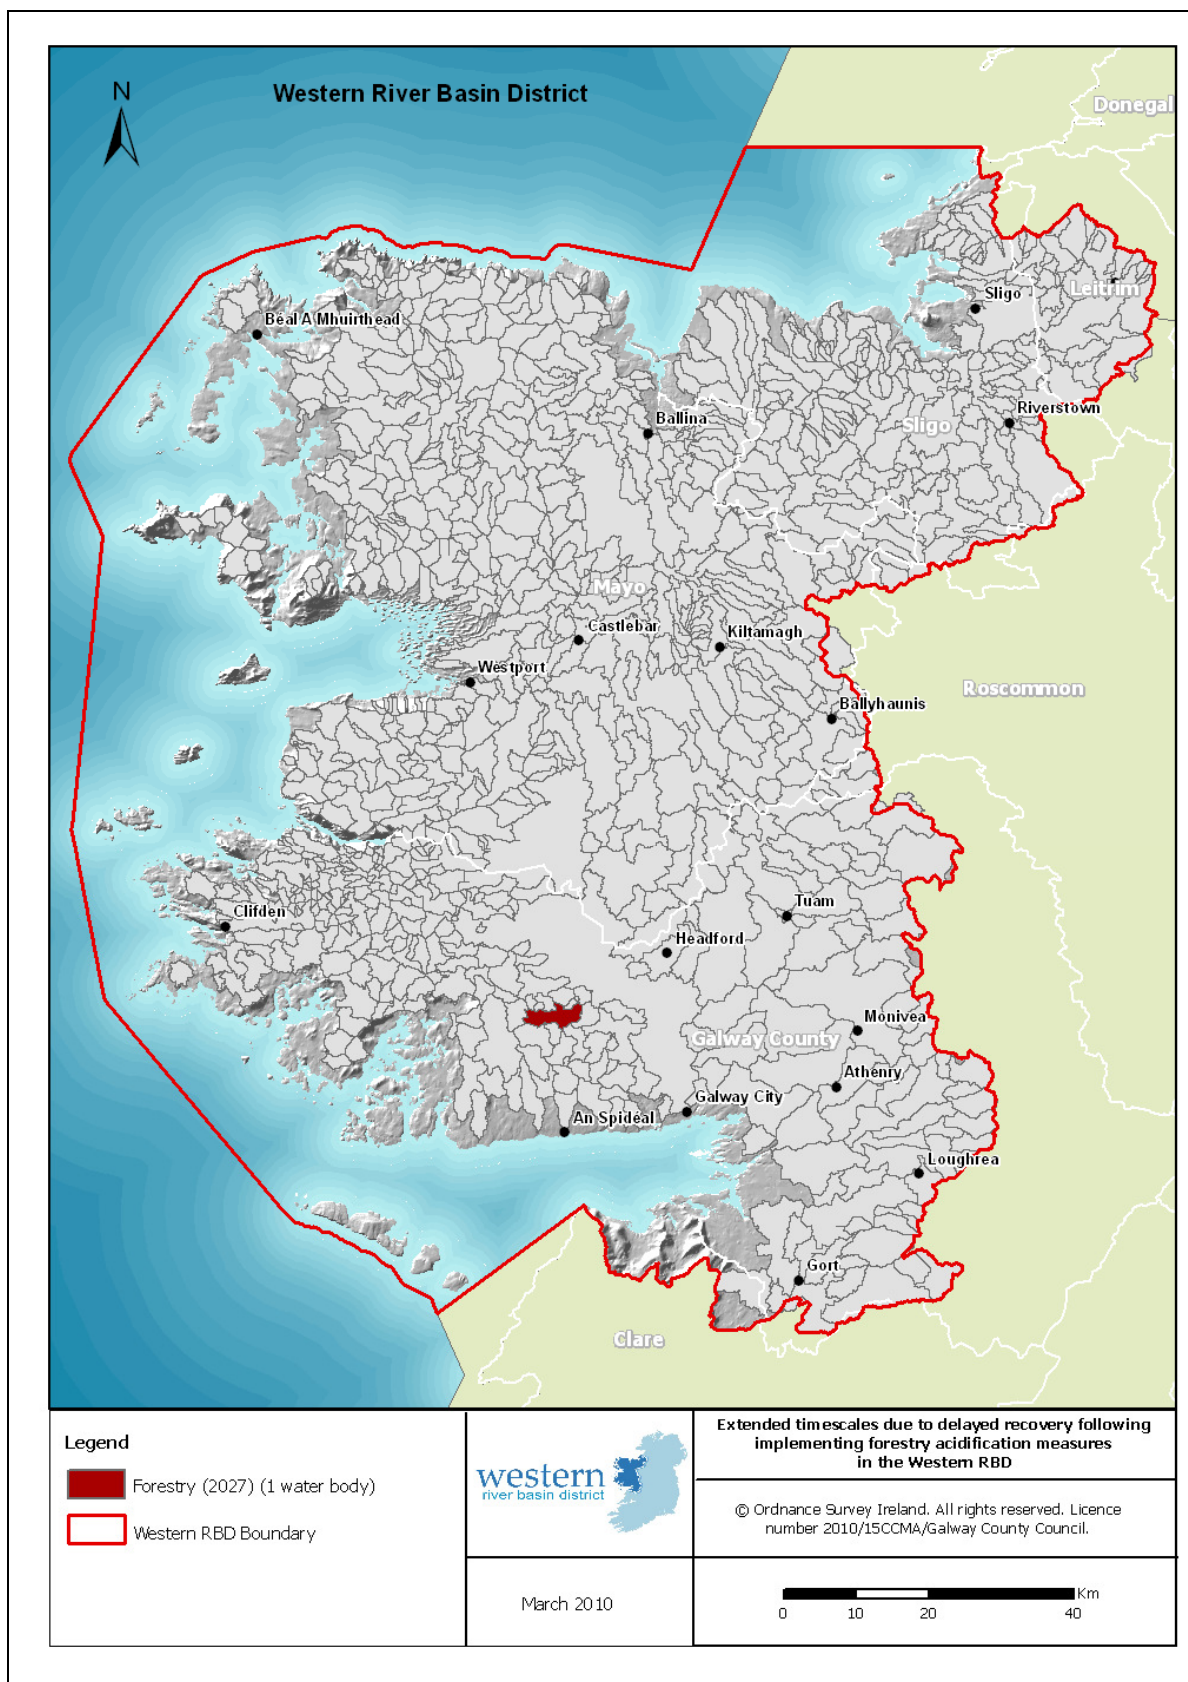 Western River Basin District
N
Donegal
Leitrim
Sligo
Béal A Mhuirthead
Riverstown
Ballina
Sligo
Mayo
Castlebar
Kiltamagh
Westport
Roscommon
Ballyhaunis
Tuam
Clifden
Headford
Monivea
Galway County
Athenry
Galway City
An Spidéal
Loughrea
Gort
Clare
Legend
Forestry (2027) (1 water body)
Western RBD Boundary
western
river basin district
March 2010
Extended timescales due to delayed recovery following
implementing forestry acidification measures
in the Western RBD
© Ordnance Survey Ireland. All rights reserved. Licence
number 2010/15CCMA/Galway County Council.
Km
0 10 20 40